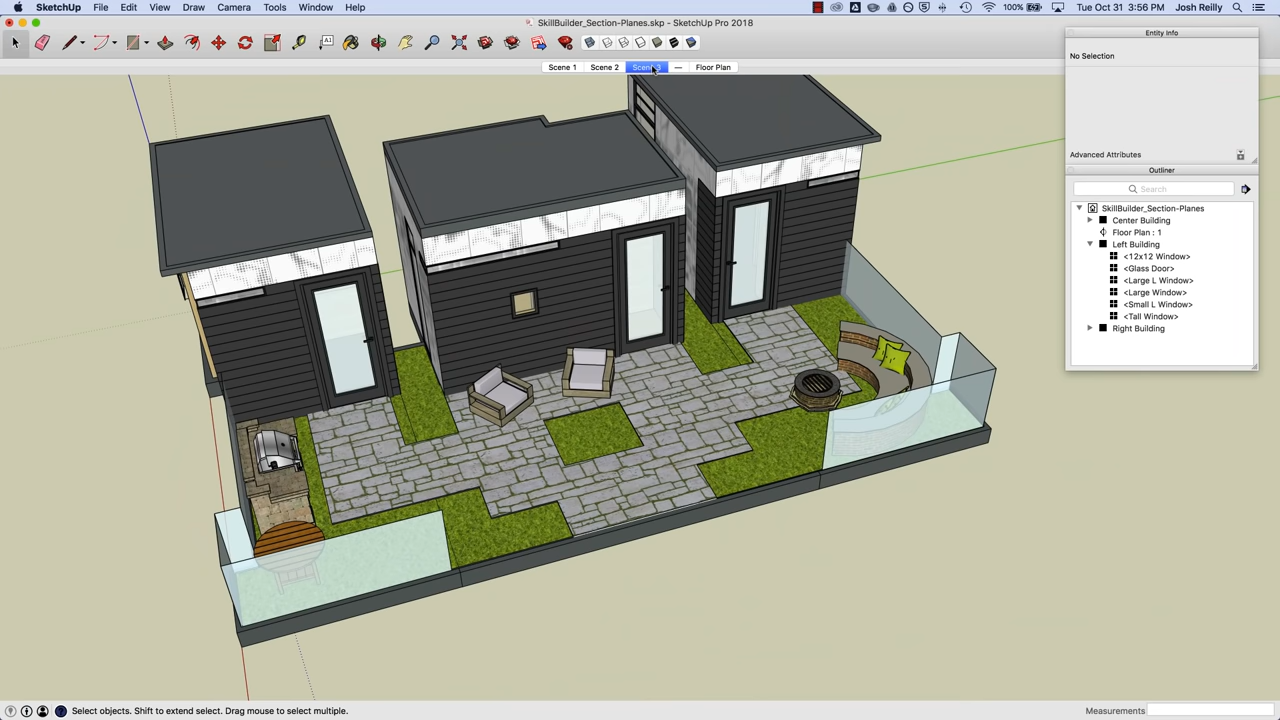 SketchUp File Edit View Draw Camera Tools Window Help 100% Tue Oct 31 3:56 PM Josh Reilly
SkillBuilder_Section-Planes.skp - SketchUp Pro 2018
Scene 1 Scene 2 Scene 3 — Floor Plan
Entity Info
No Selection
Advanced Attributes
Outliner
Search
SkillBuilder_Section-Planes
Center Building
Floor Plan : 1
Left Building
<12x12 Window>
<Glass Door>
<Large L Window>
<Large Window>
<Small L Window>
<Tall Window>
Right Building
Select objects. Shift to extend select. Drag mouse to select multiple.
Measurements